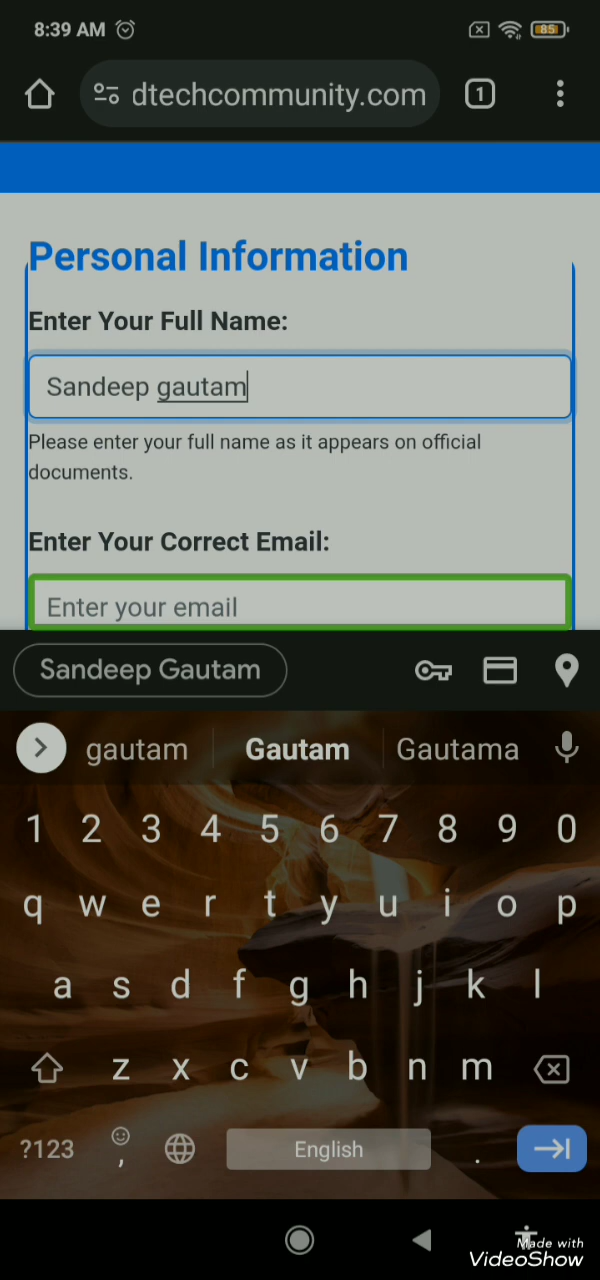 8:39 AM
85
dtechcommunity.com
1
Personal Information
Enter Your Full Name:
Sandeep gautam
Please enter your full name as it appears on official
documents.
Enter Your Correct Email:
Enter your email
Sandeep Gautam
gautam Gautam Gautama
1 2 3 4 5 6 7 8 9 0
q w e r t y u i o p
a s d f g h j k l
z x c v b n m
?123 , English .
Made with
VideoShow